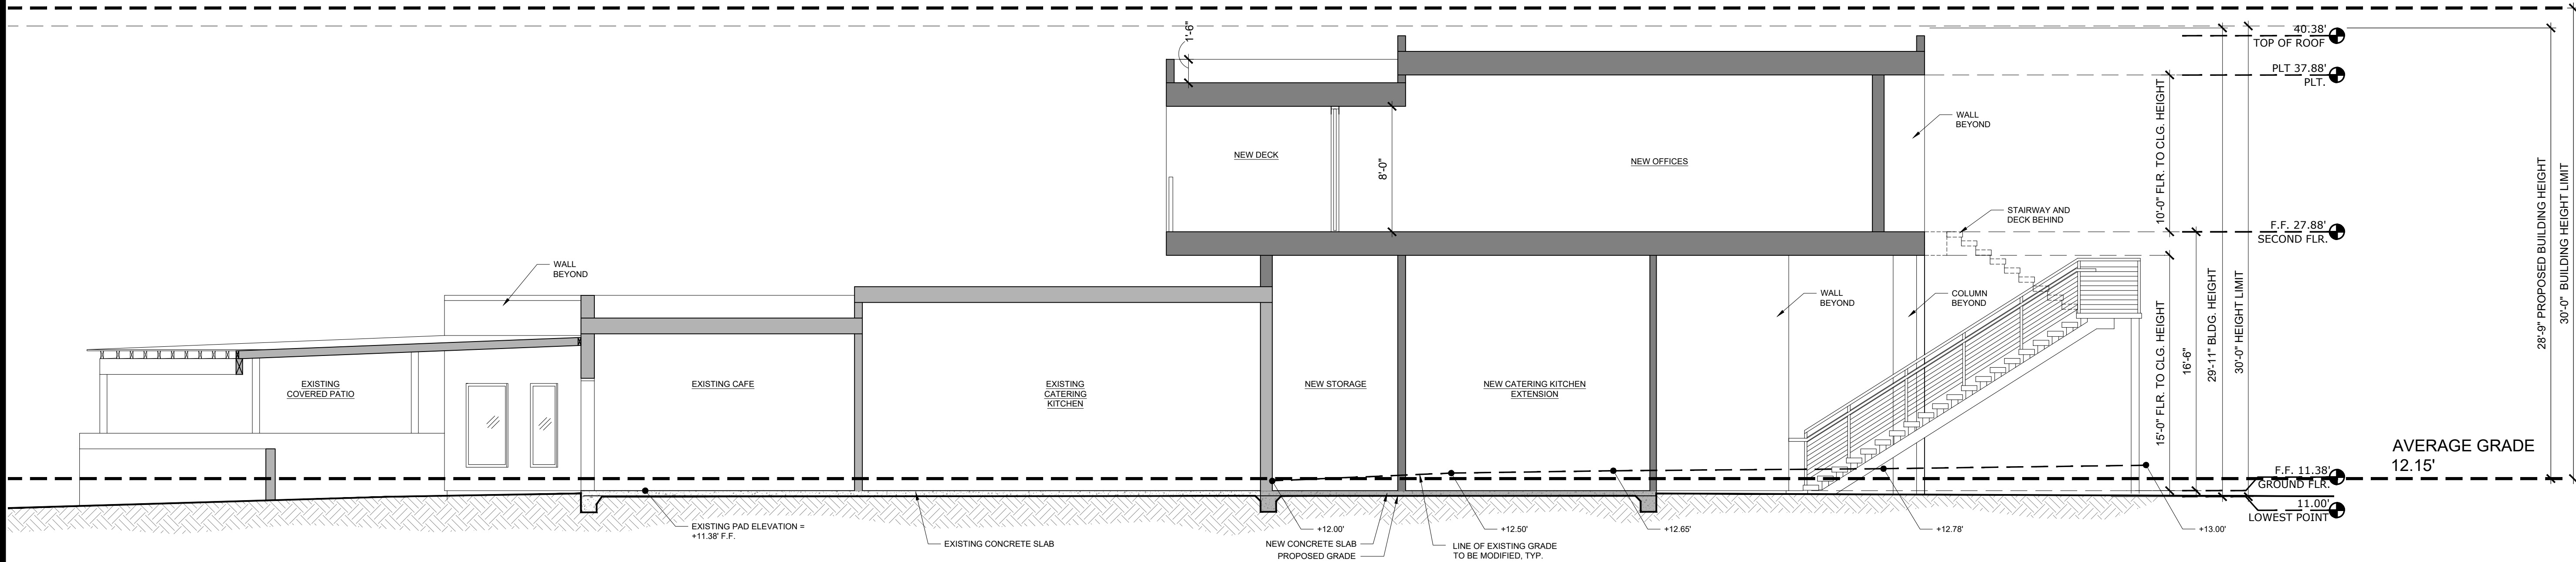 1'-6"
40.38'
TOP OF ROOF
PLT 37.88'
PLT.
WALL
BEYOND
NEW DECK
8'-0"
NEW OFFICES
10'-0" FLR. TO CLG. HEIGHT
STAIRWAY AND
DECK BEHIND
F.F. 27.88'
SECOND FLR.
28'-9" PROPOSED BUILDING HEIGHT
30'-0" BUILDING HEIGHT LIMIT
WALL
BEYOND
WALL
BEYOND
COLUMN
BEYOND
15'-0" FLR. TO CLG. HEIGHT
16'-6"
29'-11" BLDG. HEIGHT
30'-0" HEIGHT LIMIT
EXISTING
COVERED PATIO
EXISTING CAFE
EXISTING
CATERING
KITCHEN
NEW STORAGE
NEW CATERING KITCHEN
EXTENSION
AVERAGE GRADE
12.15'
F.F. 11.38'
GROUND FLR.
11.00'
LOWEST POINT
EXISTING PAD ELEVATION =
+11.38' F.F.
EXISTING CONCRETE SLAB
+12.00'
NEW CONCRETE SLAB
PROPOSED GRADE
+12.50'
LINE OF EXISTING GRADE
TO BE MODIFIED, TYP.
+12.65'
+12.78'
+13.00'